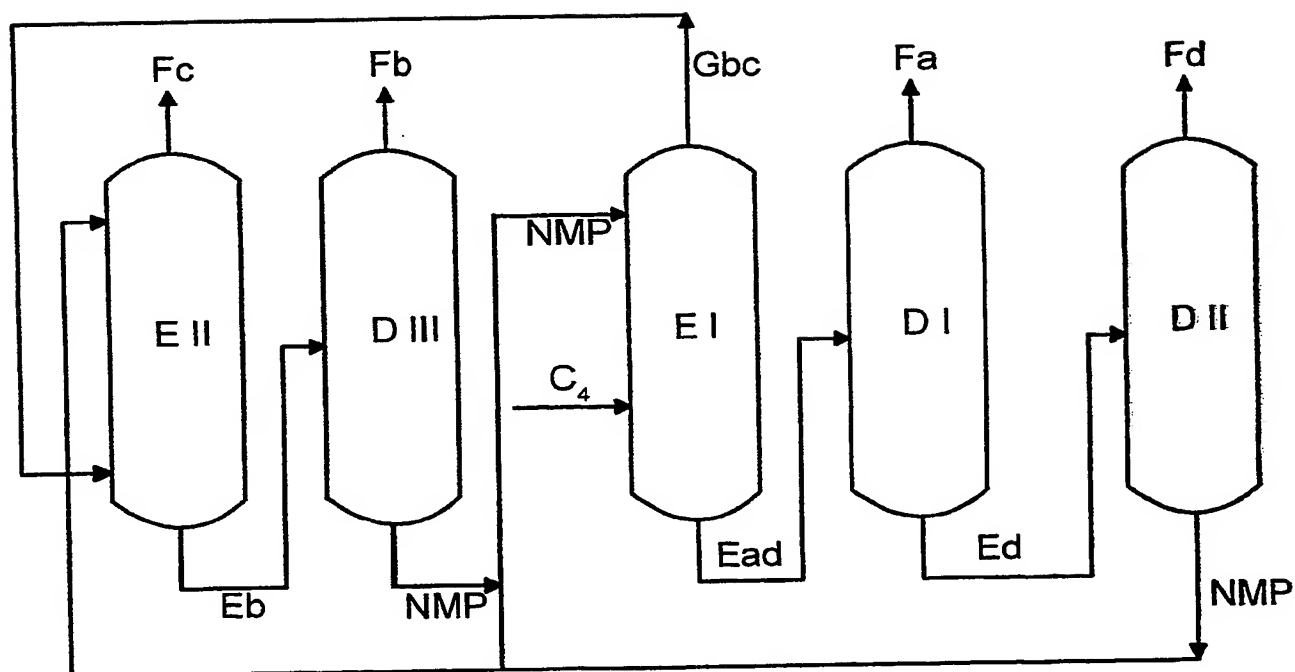 Fc
Fb
Gbc
Fa
Fd
NMP
E II
D III
E I
D I
D II
C₄
Ead
Ed
Eb
NMP
NMP